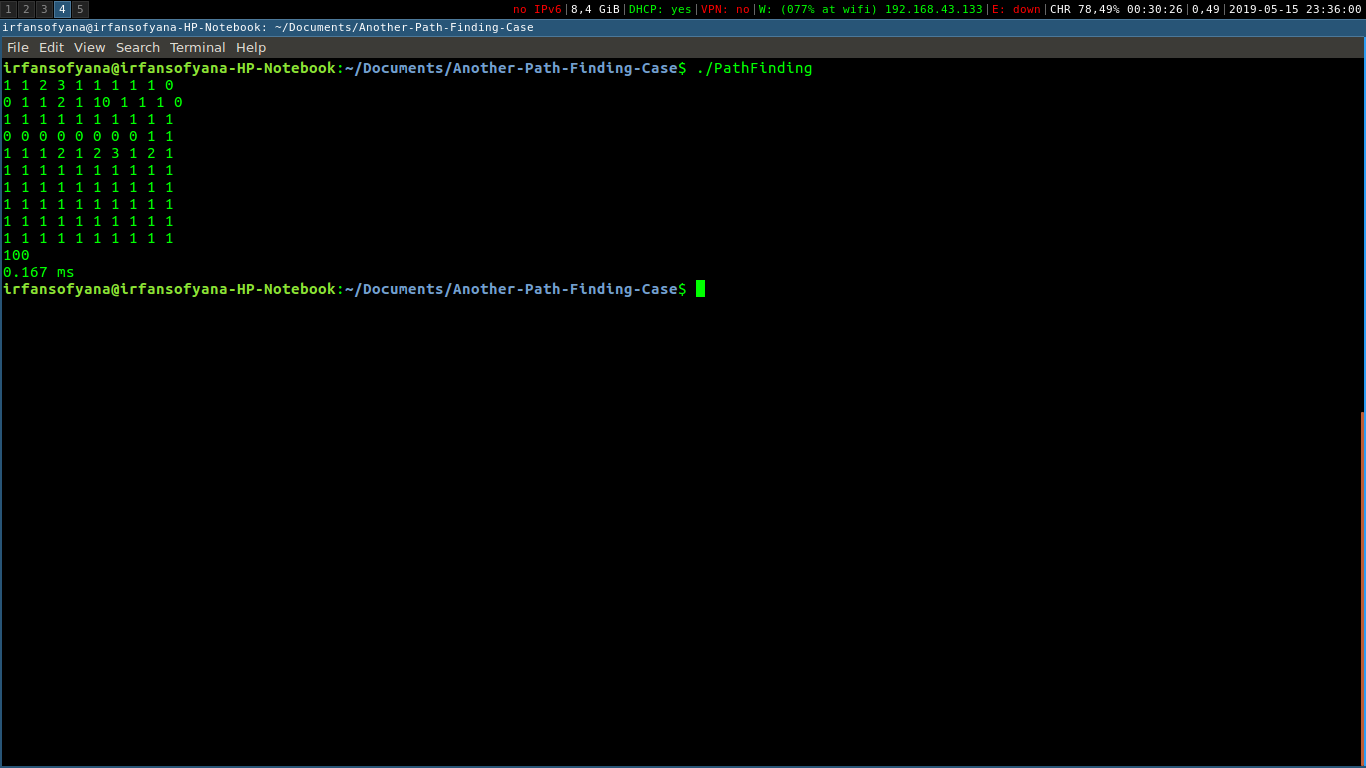 1 2 3 4 5 no IPv6|8,4 GiB|DHCP: yes|VPN: no|W: (077% at wifi) 192.168.43.133|E: down|CHR 78,49% 00:30:26|0,49|2019-05-15 23:36:00
irfansofyana@irfansofyana-HP-Notebook: ~/Documents/Another-Path-Finding-Case
File Edit View Search Terminal Help
irfansofyana@irfansofyana-HP-Notebook:~/Documents/Another-Path-Finding-Case$ ./PathFinding
1 1 2 3 1 1 1 1 1 0
0 1 1 2 1 10 1 1 1 0
1 1 1 1 1 1 1 1 1 1
0 0 0 0 0 0 0 0 1 1
1 1 1 2 1 2 3 1 2 1
1 1 1 1 1 1 1 1 1 1
1 1 1 1 1 1 1 1 1 1
1 1 1 1 1 1 1 1 1 1
1 1 1 1 1 1 1 1 1 1
1 1 1 1 1 1 1 1 1 1
100
0.167 ms
irfansofyana@irfansofyana-HP-Notebook:~/Documents/Another-Path-Finding-Case$